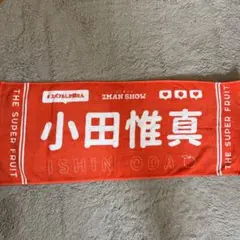 THE SUPER FRUIT
2MAN SHOW
小田惟真
ISHIN ODA
THE SUPER FRUIT